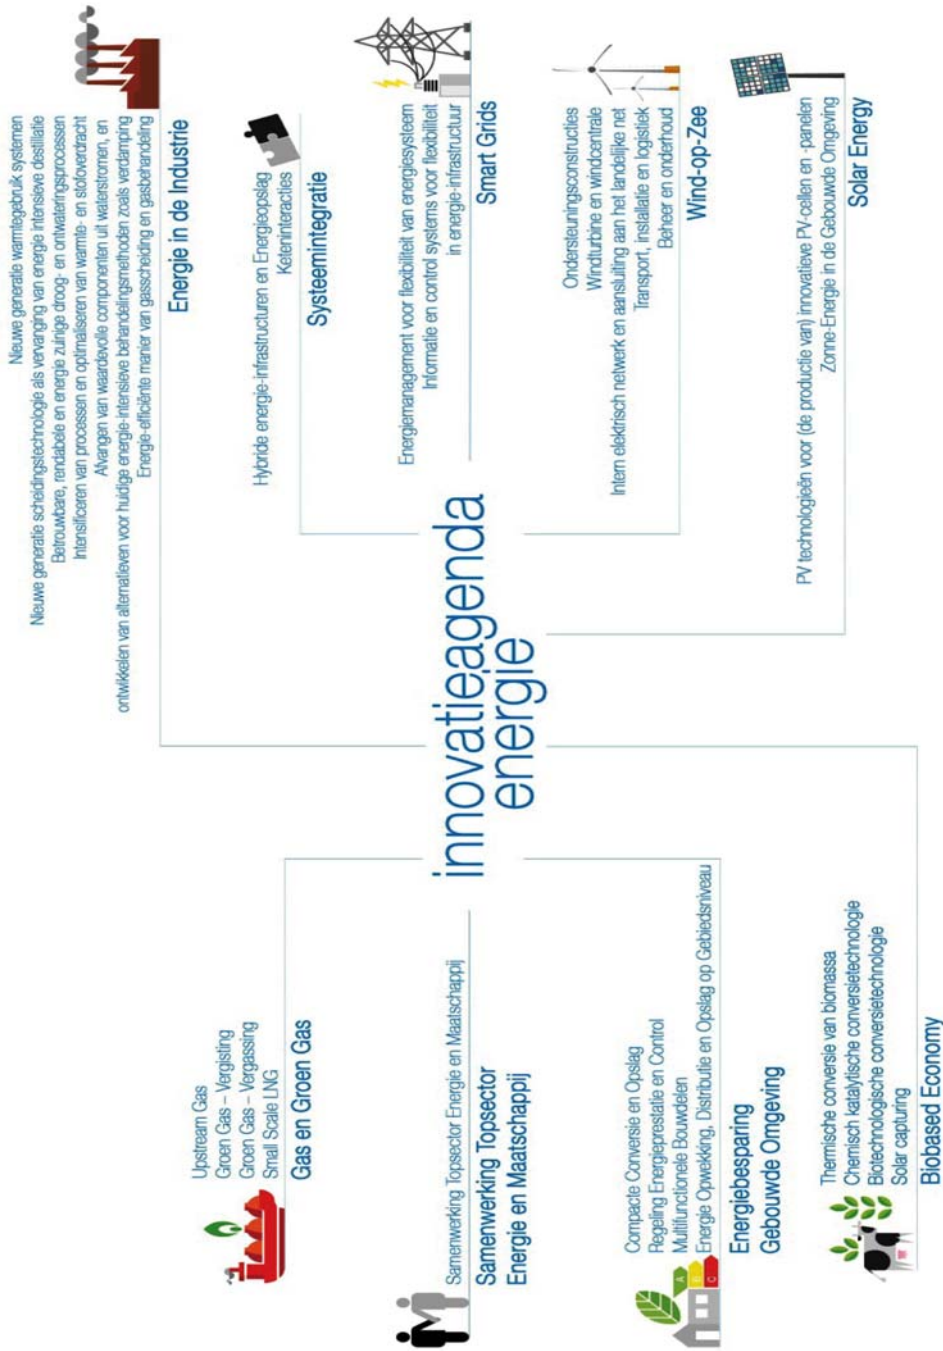 innovatieagenda
energie
Upstream Gas
Groen Gas – Vergisting
Groen Gas – Vergassing
Small Scale LNG
Gas en Groen Gas
Samenwerking Topsector Energie en Maatschappij
Samenwerking Topsector
Energie en Maatschappij
Compacte Conversie en Opslag
Regeling Energieprestatie en Control
Multifunctionele Bouwdelen
Energie Opwekking, Distributie en Opslag op Gebiedsniveau
A
B
C
Energiebesparing
Gebouwde Omgeving
Thermische conversie van biomassa
Chemisch katalytische conversietechnologie
Biotechnologische conversietechnologie
Solar capturing
Biobased Economy
Nieuwe generatie warmtegebruik systemen
Nieuwe generatie scheidingstechnologie als vervanging van energie intensieve destillatie
Betrouwbare, rendabele en energie zuinige droog- en ontwateringsprocessen
Intensificeren van processen en optimaliseren van warmte- en stofoverdracht
Afvangen van waardevolle componenten uit waterstromen, en
ontwikkelen van alternatieven voor huidige energie-intensieve behandelingsmethoden zoals verdamping
Energie-efficiënte manier van gasscheiding en gasbehandeling
Energie in de Industrie
Hybride energie-infrastructuren en Energieopslag
Keteninteracties
Systeemintegratie
Energiemanagement voor flexibiliteit van energiesysteem
Informatie en control systems voor flexibiliteit
in energie-infrastructuur
Smart Grids
Ondersteuningsconstructies
Windturbine en windcentrale
Intern elektrisch netwerk en aansluiting aan het landelijke net
Transport, installatie en logistiek
Beheer en onderhoud
Wind-op-Zee
PV technologieën voor (de productie van) innovatieve PV-cellen en -panelen
Zonne-Energie in de Gebouwde Omgeving
Solar Energy